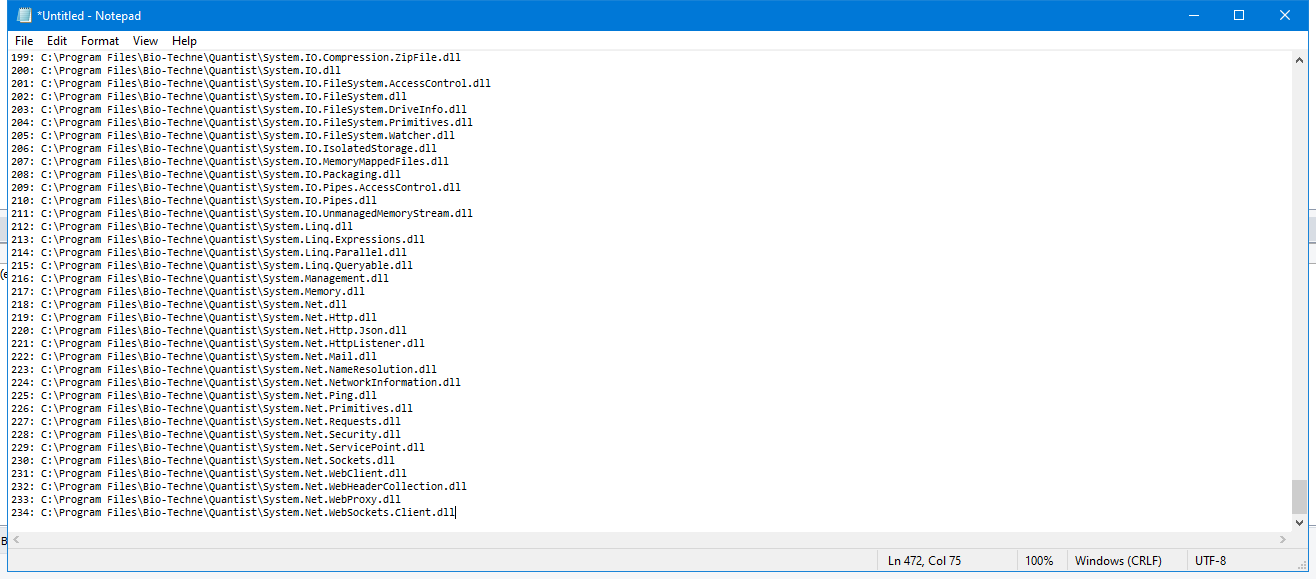 *Untitled - Notepad
File Edit Format View Help
199: C:\Program Files\Bio-Techne\Quantist\System.IO.Compression.ZipFile.dll
200: C:\Program Files\Bio-Techne\Quantist\System.IO.dll
201: C:\Program Files\Bio-Techne\Quantist\System.IO.FileSystem.AccessControl.dll
202: C:\Program Files\Bio-Techne\Quantist\System.IO.FileSystem.dll
203: C:\Program Files\Bio-Techne\Quantist\System.IO.FileSystem.DriveInfo.dll
204: C:\Program Files\Bio-Techne\Quantist\System.IO.FileSystem.Primitives.dll
205: C:\Program Files\Bio-Techne\Quantist\System.IO.FileSystem.Watcher.dll
206: C:\Program Files\Bio-Techne\Quantist\System.IO.IsolatedStorage.dll
207: C:\Program Files\Bio-Techne\Quantist\System.IO.MemoryMappedFiles.dll
208: C:\Program Files\Bio-Techne\Quantist\System.IO.Packaging.dll
209: C:\Program Files\Bio-Techne\Quantist\System.IO.Pipes.AccessControl.dll
210: C:\Program Files\Bio-Techne\Quantist\System.IO.Pipes.dll
211: C:\Program Files\Bio-Techne\Quantist\System.IO.UnmanagedMemoryStream.dll
212: C:\Program Files\Bio-Techne\Quantist\System.Linq.dll
213: C:\Program Files\Bio-Techne\Quantist\System.Linq.Expressions.dll
214: C:\Program Files\Bio-Techne\Quantist\System.Linq.Parallel.dll
215: C:\Program Files\Bio-Techne\Quantist\System.Linq.Queryable.dll
216: C:\Program Files\Bio-Techne\Quantist\System.Management.dll
217: C:\Program Files\Bio-Techne\Quantist\System.Memory.dll
218: C:\Program Files\Bio-Techne\Quantist\System.Net.dll
219: C:\Program Files\Bio-Techne\Quantist\System.Net.Http.dll
220: C:\Program Files\Bio-Techne\Quantist\System.Net.Http.Json.dll
221: C:\Program Files\Bio-Techne\Quantist\System.Net.HttpListener.dll
222: C:\Program Files\Bio-Techne\Quantist\System.Net.Mail.dll
223: C:\Program Files\Bio-Techne\Quantist\System.Net.NameResolution.dll
224: C:\Program Files\Bio-Techne\Quantist\System.Net.NetworkInformation.dll
225: C:\Program Files\Bio-Techne\Quantist\System.Net.Ping.dll
226: C:\Program Files\Bio-Techne\Quantist\System.Net.Primitives.dll
227: C:\Program Files\Bio-Techne\Quantist\System.Net.Requests.dll
228: C:\Program Files\Bio-Techne\Quantist\System.Net.Security.dll
229: C:\Program Files\Bio-Techne\Quantist\System.Net.ServicePoint.dll
230: C:\Program Files\Bio-Techne\Quantist\System.Net.Sockets.dll
231: C:\Program Files\Bio-Techne\Quantist\System.Net.WebClient.dll
232: C:\Program Files\Bio-Techne\Quantist\System.Net.WebHeaderCollection.dll
233: C:\Program Files\Bio-Techne\Quantist\System.Net.WebProxy.dll
234: C:\Program Files\Bio-Techne\Quantist\System.Net.WebSockets.Client.dll
Ln 472, Col 75 100% Windows (CRLF) UTF-8